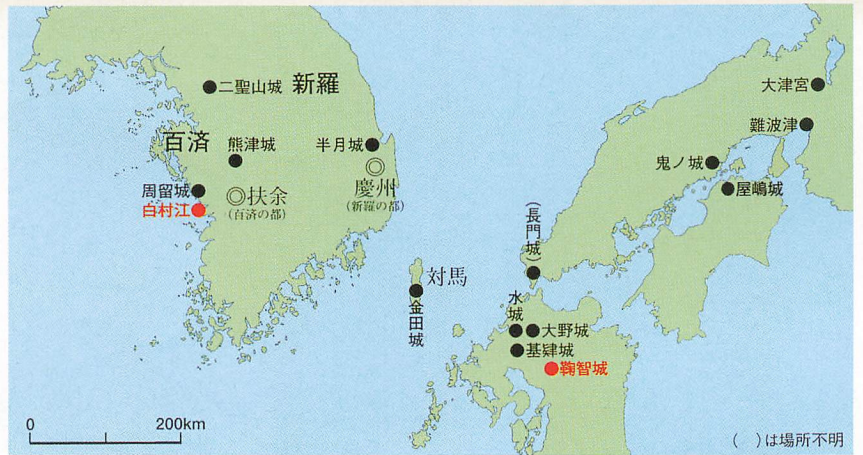 二聖山城
新羅
百済
熊津城
半月城
周留城
白村江
扶余
(百済の都)
慶州
(新羅の都)
対馬
金田城
(長門城)
水城
大野城
基肄城
鞠智城
大津宮
難波津
鬼ノ城
屋嶋城
0 200km
( )は場所不明